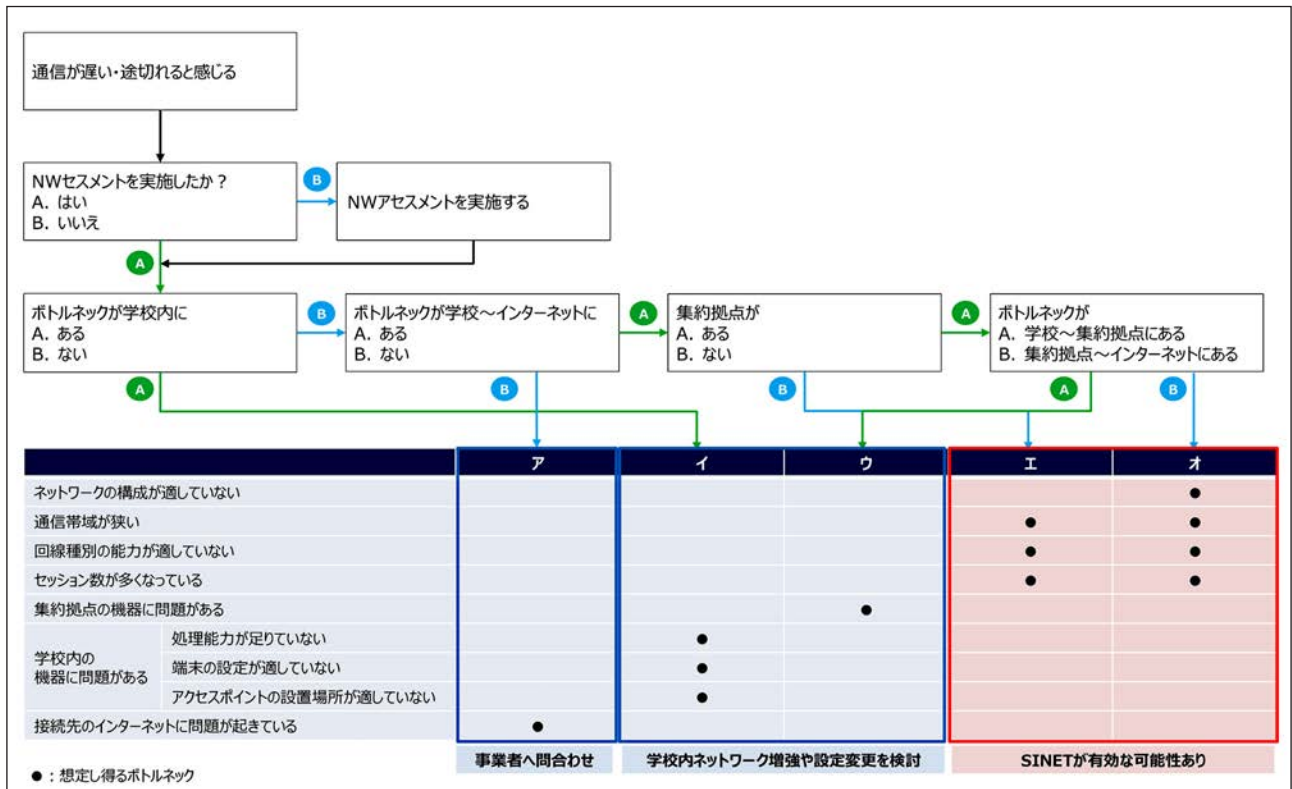 通信が遅い・途切れると感じる
NWセスメントを実施したか？
A. はい
B. いいえ
B
NWアセスメントを実施する
A
ボトルネックが学校内に
A. ある
B. ない
B
ボトルネックが学校～インターネットに
A. ある
B. ない
A
集約拠点が
A. ある
B. ない
A
ボトルネックが
A. 学校～集約拠点にある
B. 集約拠点～インターネットにある
A
B
B
A
B
ア
イ
ウ
エ
オ
ネットワークの構成が適していない
●
通信帯域が狭い
● ●
回線種別の能力が適していない
● ●
セッション数が多くなっている
● ●
集約拠点の機器に問題がある
●
学校内の
機器に問題がある
処理能力が足りていない
●
端末の設定が適していない
●
アクセスポイントの設置場所が適していない
●
接続先のインターネットに問題が起きている
●
事業者へ問合わせ
学校内ネットワーク増強や設定変更を検討
SINETが有効な可能性あり
●：想定し得るボトルネック